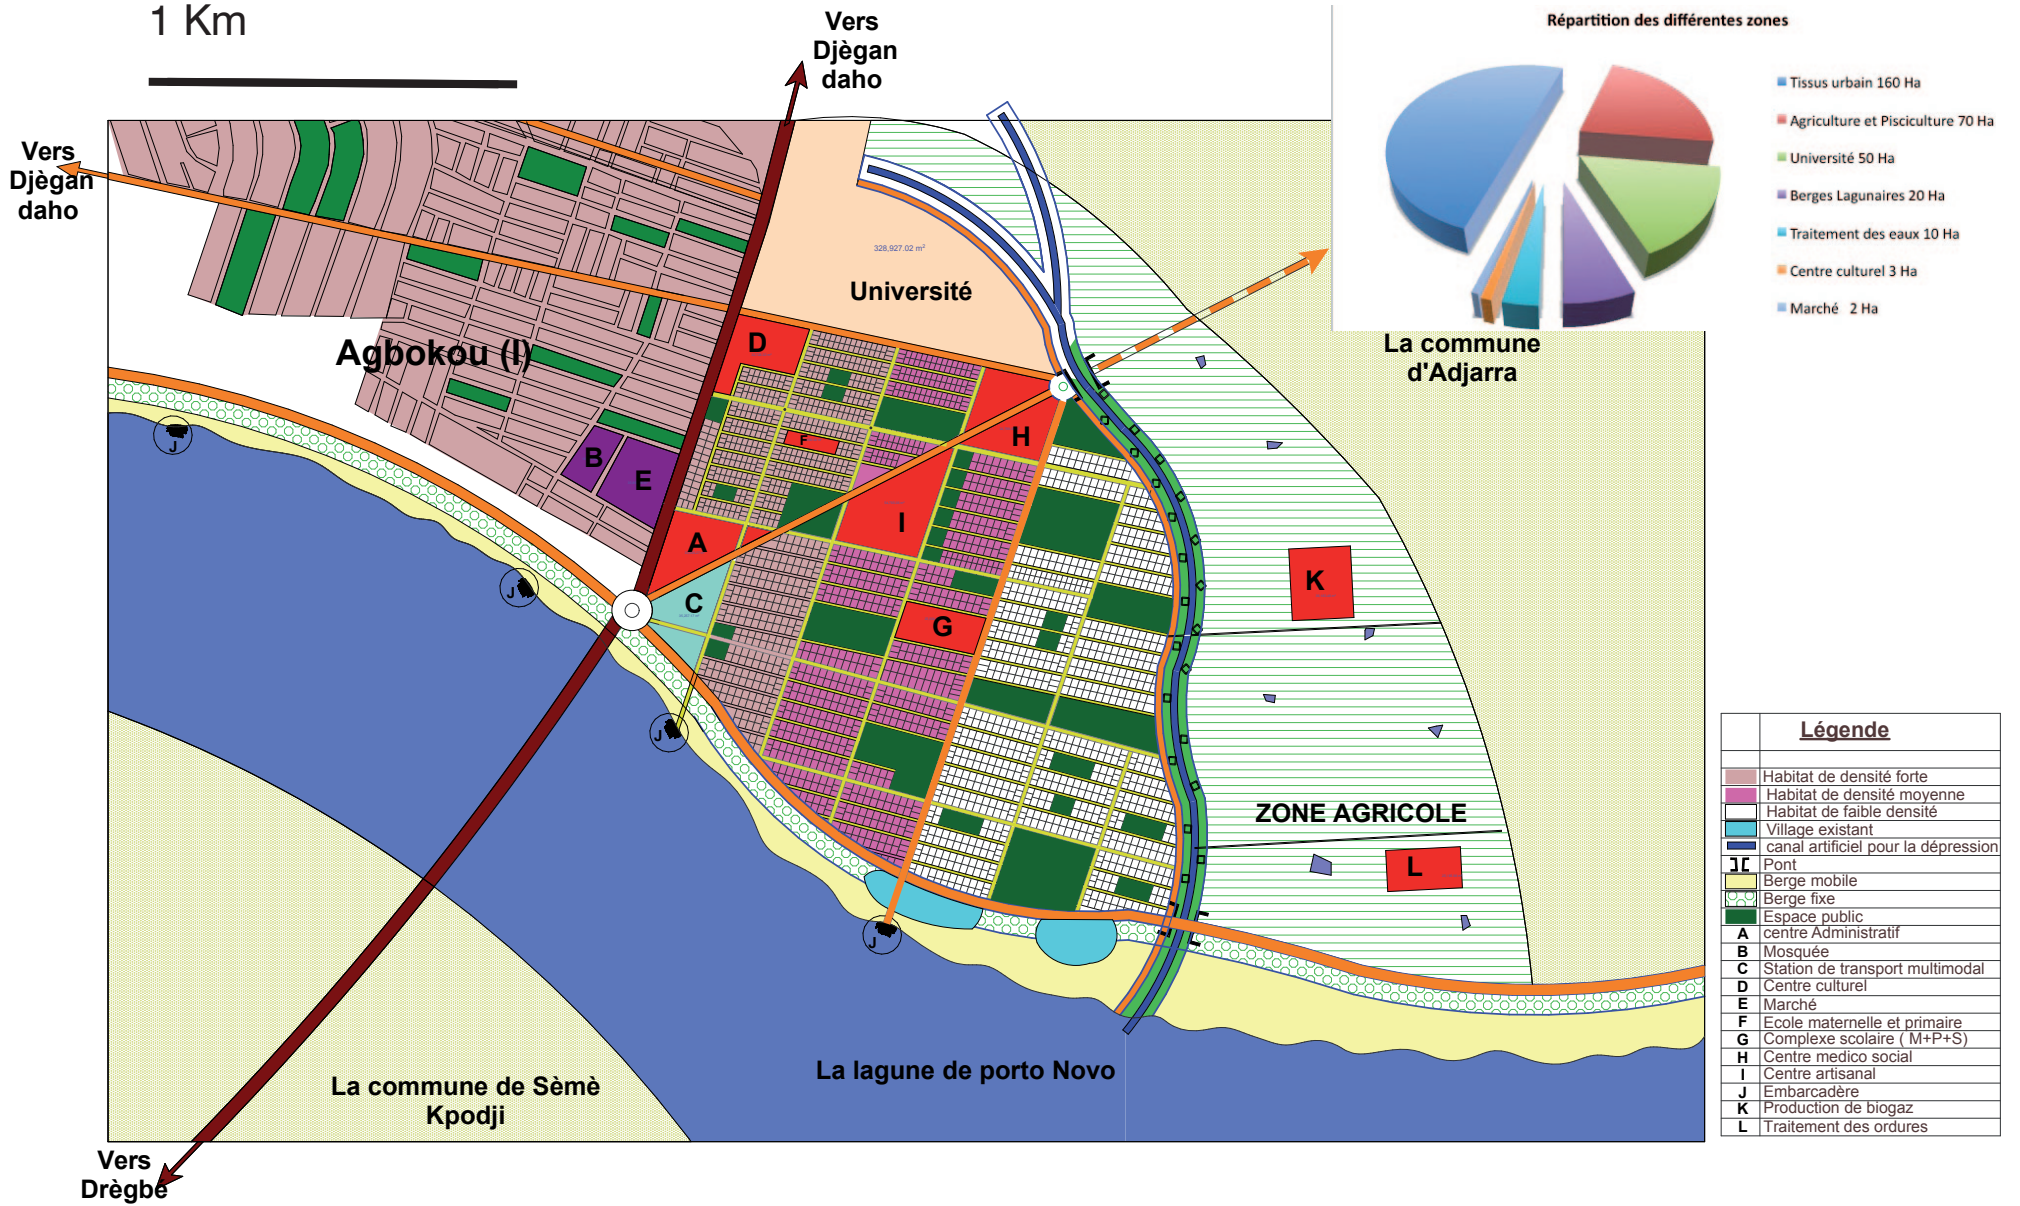 1 Km
Vers
Djègan
daho
Vers
Djègan
daho
Répartition des différentes zones
Tissus urbain 160 Ha
Agriculture et Pisciculture 70 Ha
Université 50 Ha
Berges Lagunaires 20 Ha
Traitement des eaux 10 Ha
Centre culturel 3 Ha
Marché 2 Ha
328,927.02 m²
Université
La commune
d'Adjarra
Agbokou (I)
D
H
F
B
E
I
A
C
G
K
L
J
J
J
J
ZONE AGRICOLE
La lagune de porto Novo
La commune de Sèmè
Kpodji
Vers
Drègbé
Légende
Habitat de densité forte
Habitat de densité moyenne
Habitat de faible densité
Village existant
canal artificiel pour la dépression
Pont
Berge mobile
Berge fixe
Espace public
A centre Administratif
B Mosquée
C Station de transport multimodal
D Centre culturel
E Marché
F Ecole maternelle et primaire
G Complexe scolaire ( M+P+S)
H Centre medico social
I Centre artisanal
J Embarcadère
K Production de biogaz
L Traitement des ordures